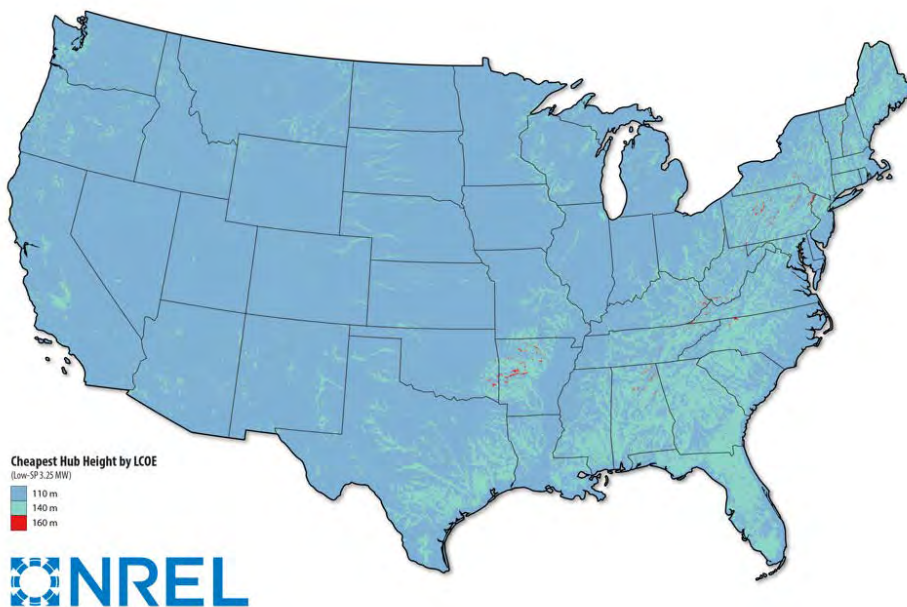 Cheapest Hub Height by LCOE
(Low-SP 3.25 MW)
110 m
140 m
160 m
NREL